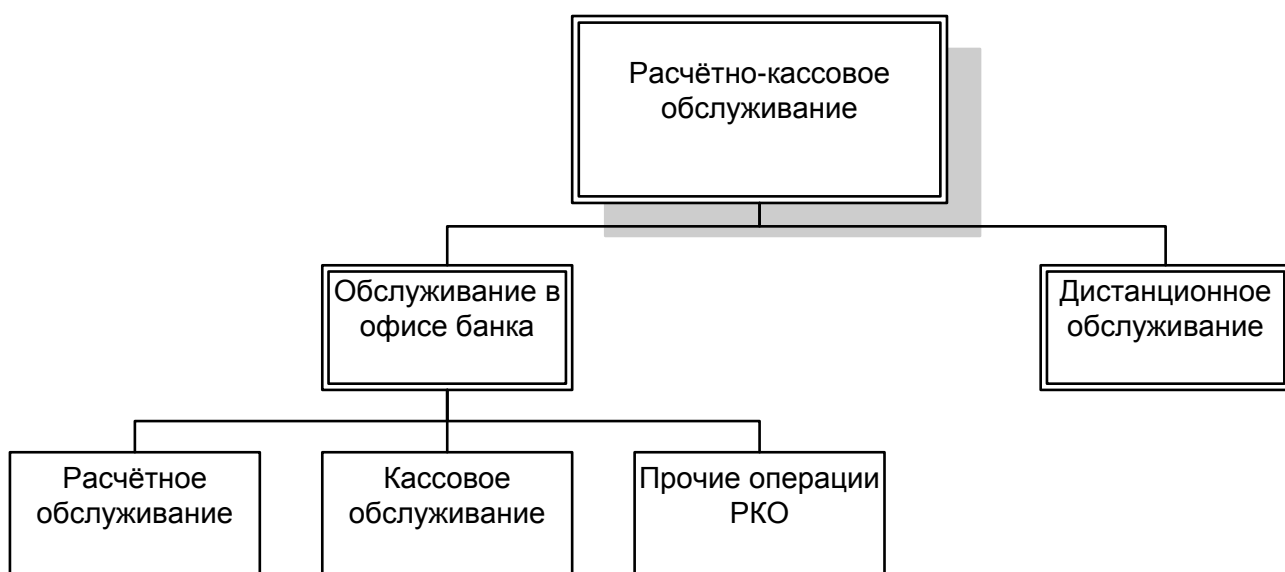 Расчётно-кассовое
обслуживание
Обслуживание в
офисе банка
Дистанционное
обслуживание
Расчётное
обслуживание
Кассовое
обслуживание
Прочие операции
РКО